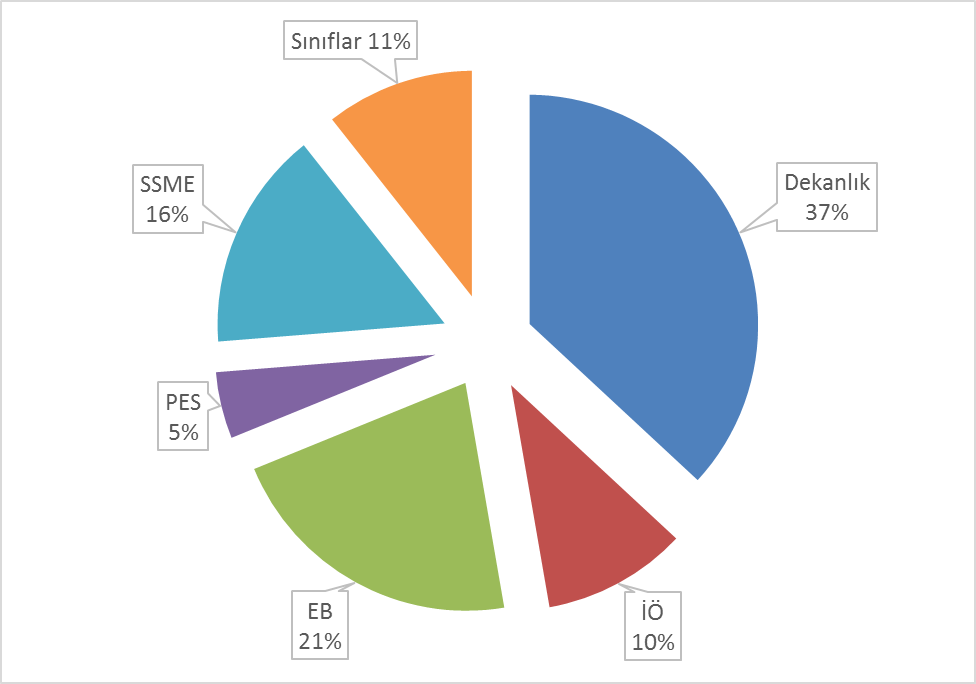 Sınıflar 11%
Dekanlık
37%
SSME
16%
PES
5%
EB
21%
İÖ
10%